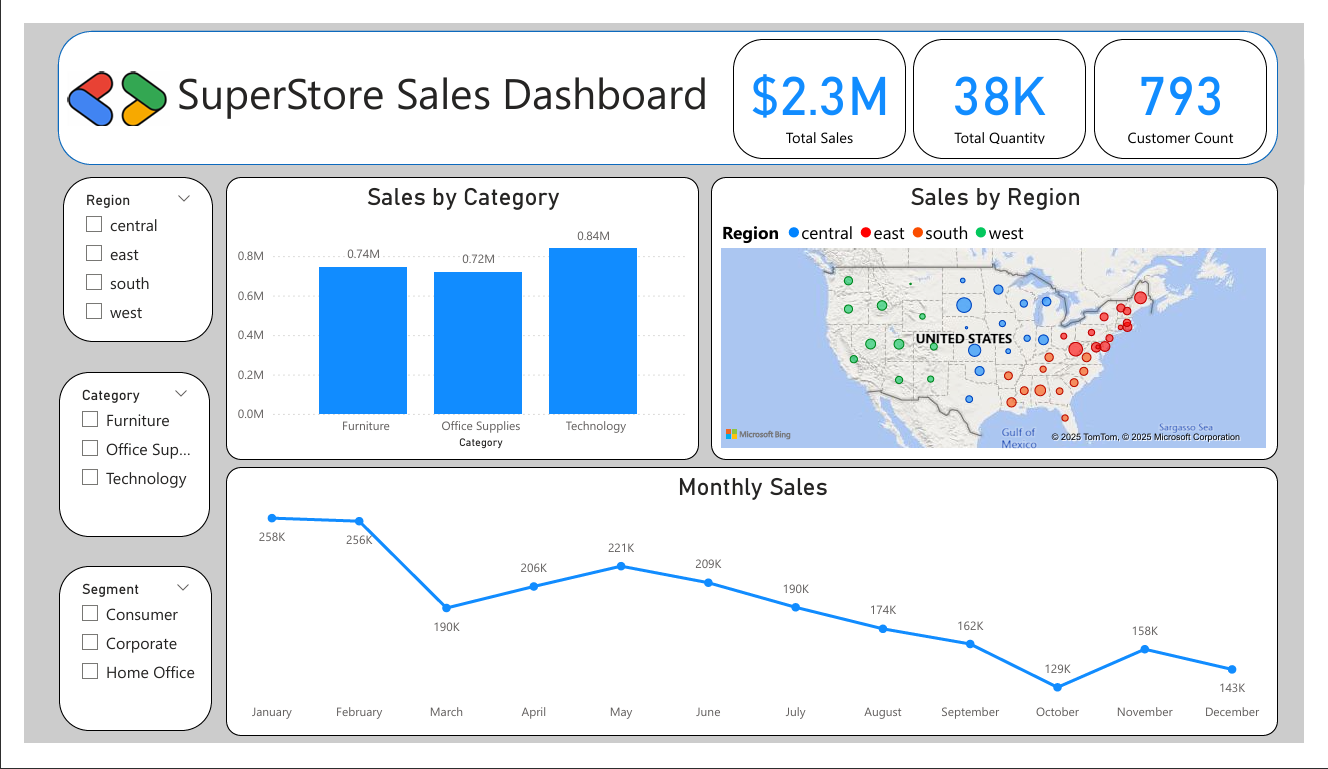 SuperStore Sales Dashboard
$2.3M
Total Sales
38K
Total Quantity
793
Customer Count
Region
central
east
south
west
Category
Furniture
Office Sup...
Technology
Segment
Consumer
Corporate
Home Office
Sales by Category
0.8M
0.6M
0.4M
0.2M
0.0M
0.74M
0.72M
0.84M
Furniture
Office Supplies
Technology
Category
Sales by Region
Region central east south west
UNITED STATES
Gulf of
Mexico
Sargasso Sea
Microsoft Bing
© 2025 TomTom, © 2025 Microsoft Corporation
Monthly Sales
258K
256K
190K
206K
221K
209K
190K
174K
162K
129K
158K
143K
January
February
March
April
May
June
July
August
September
October
November
December